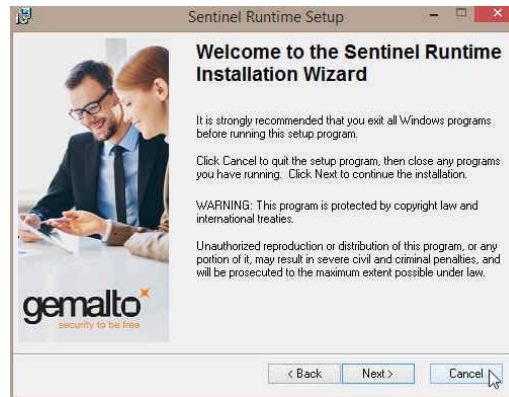 Sentinel Runtime Setup
Welcome to the Sentinel Runtime
Installation Wizard
It is strongly recommended that you exit all Windows programs
before running this setup program.
Click Cancel to quit the setup program, then close any programs
you have running. Click Next to continue the installation.
WARNING: This program is protected by copyright law and
international treaties.
Unauthorized reproduction or distribution of this program, or any
portion of it, may result in severe civil and criminal penalties, and
will be prosecuted to the maximum extent possible under law.
gemalto
security to be free
< Back Next > Cancel